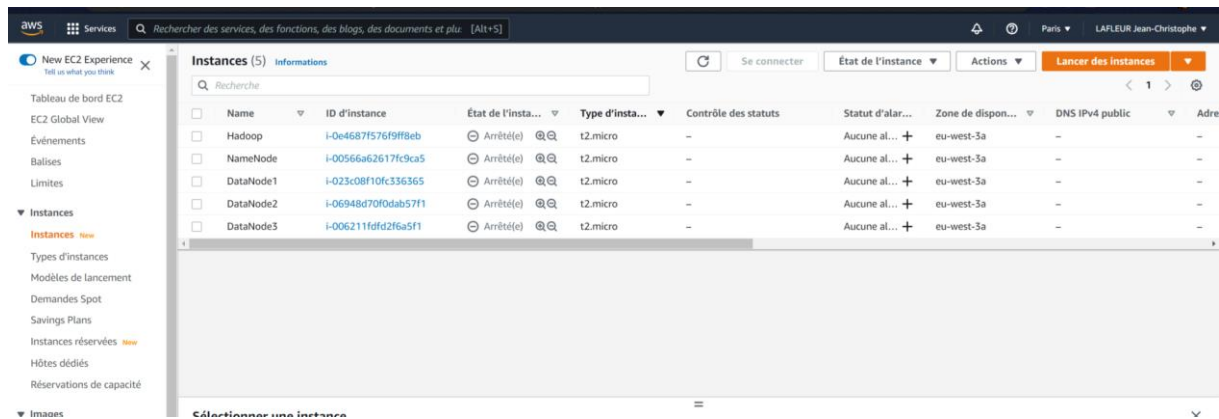 aws Services Rechercher des services, des fonctions, des blogs, des documents et plu: [Alt+S] Paris ▼ LAFLEUR Jean-Christophe ▼
New EC2 Experience
Tell us what you think
Tableau de bord EC2
EC2 Global View
Événements
Balises
Limites
▼ Instances
Instances New
Types d'instances
Modèles de lancement
Demandes Spot
Savings Plans
Instances réservées New
Hôtes dédiés
Réservations de capacité
▼ Images
Instances (5) Informations Se connecter État de l'instance ▼ Actions ▼ Lancer des instances ▼
Recherche < 1 >
Name ID d'instance État de l'insta... Type d'insta... ▼ Contrôle des statuts Statut d'alar... Zone de dispon... DNS IPv4 public Adre
Hadoop i-0e4687f576f9ff8eb Arrêté(e) t2.micro – Aucune al... + eu-west-3a – –
NameNode i-00566a62617fc9ca5 Arrêté(e) t2.micro – Aucune al... + eu-west-3a – –
DataNode1 i-023c08f10fc336365 Arrêté(e) t2.micro – Aucune al... + eu-west-3a – –
DataNode2 i-06948d70f0dab57f1 Arrêté(e) t2.micro – Aucune al... + eu-west-3a – –
DataNode3 i-006211fdfd2f6a5f1 Arrêté(e) t2.micro – Aucune al... + eu-west-3a – –
Sélectionner une instance